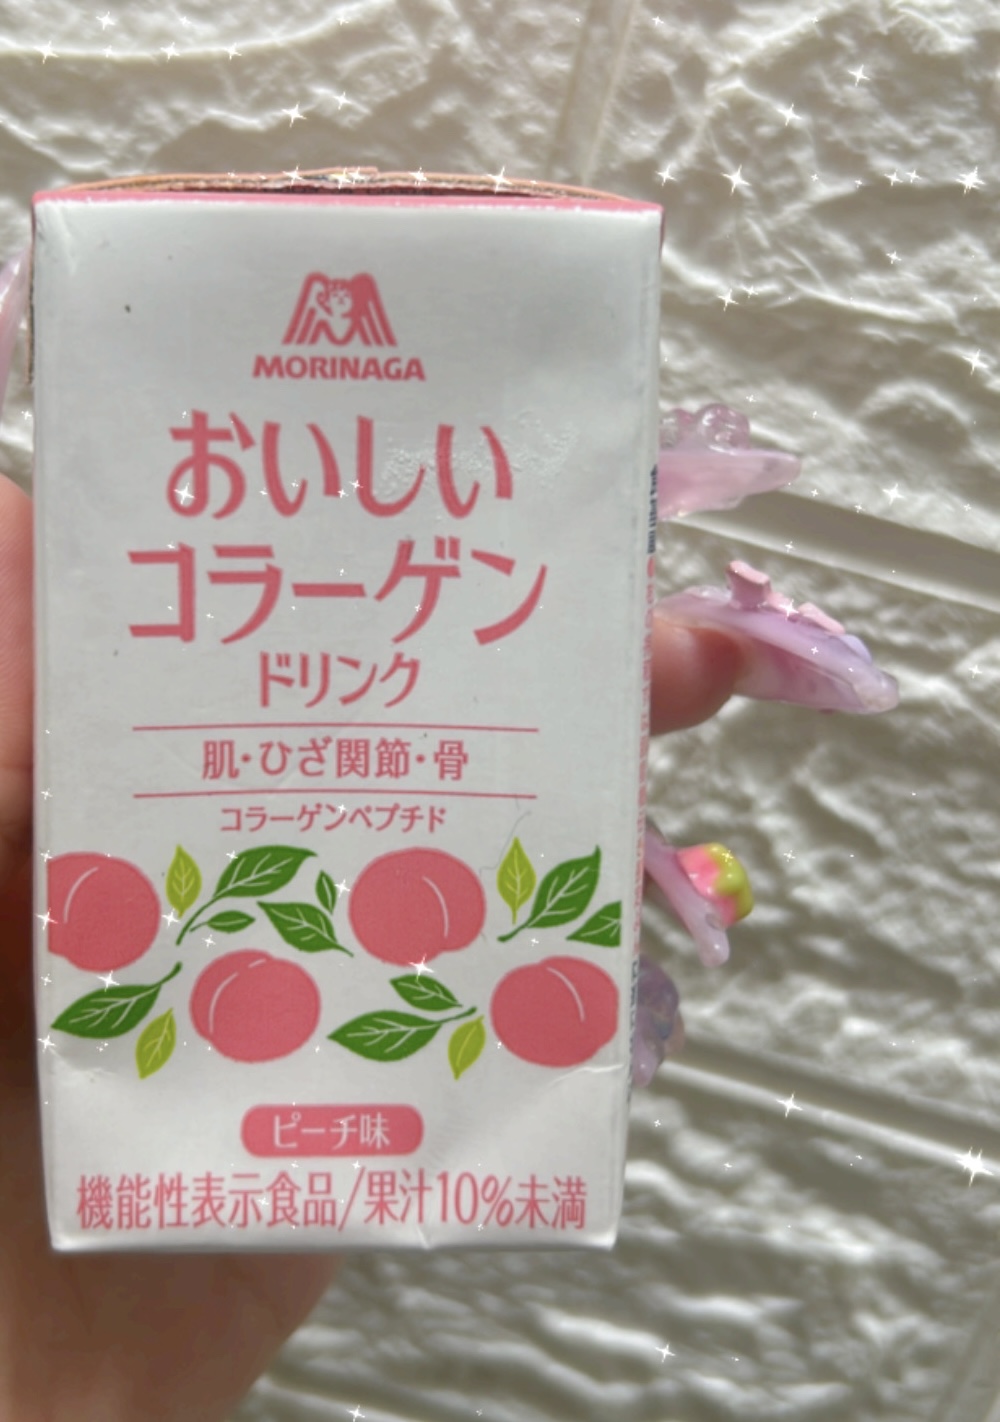 MORINAGA
おいしい
コラーゲン
ドリンク
肌・ひざ関節・骨
コラーゲンペプチド
ピーチ味
機能性表示食品/果汁10%未満